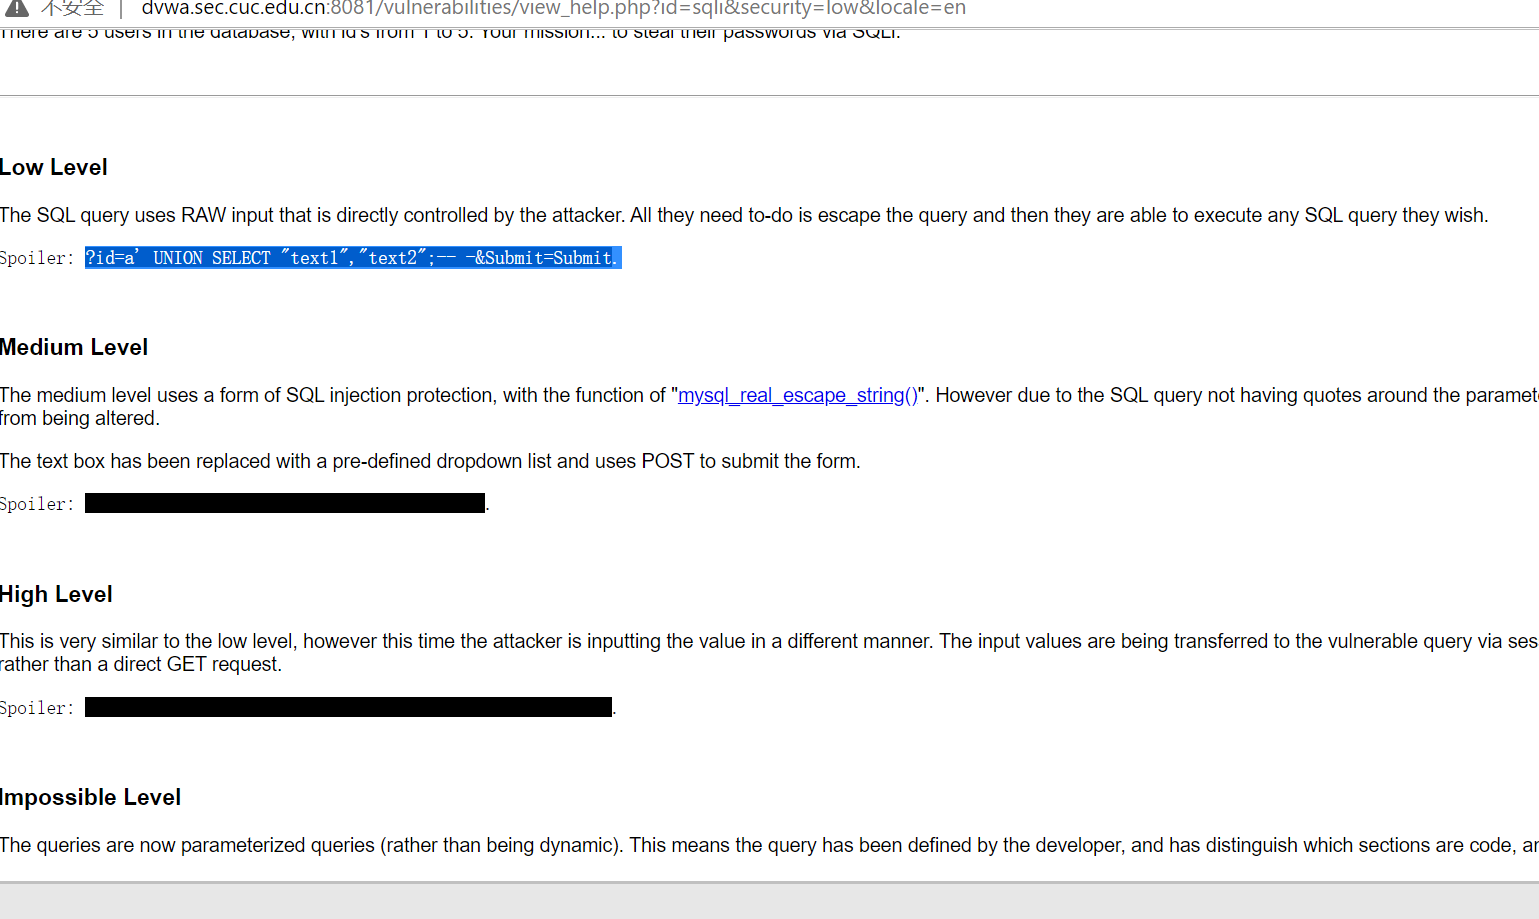 不安全 | dvwa.sec.cuc.edu.cn:8081/vulnerabilities/view_help.php?id=sqli&security=low&locale=en
There are 5 users in the database, with id's from 1 to 5. Your mission... to steal their passwords via SQLi.
Low Level
The SQL query uses RAW input that is directly controlled by the attacker. All they need to-do is escape the query and then they are able to execute any SQL query they wish.
Spoiler: ?id=a' UNION SELECT "text1","text2";-- -&Submit=Submit.
Medium Level
The medium level uses a form of SQL injection protection, with the function of "mysql_real_escape_string()". However due to the SQL query not having quotes around the paramet
from being altered.
The text box has been replaced with a pre-defined dropdown list and uses POST to submit the form.
Spoiler: .
High Level
This is very similar to the low level, however this time the attacker is inputting the value in a different manner. The input values are being transferred to the vulnerable query via ses
rather than a direct GET request.
Spoiler: .
Impossible Level
The queries are now parameterized queries (rather than being dynamic). This means the query has been defined by the developer, and has distinguish which sections are code, an